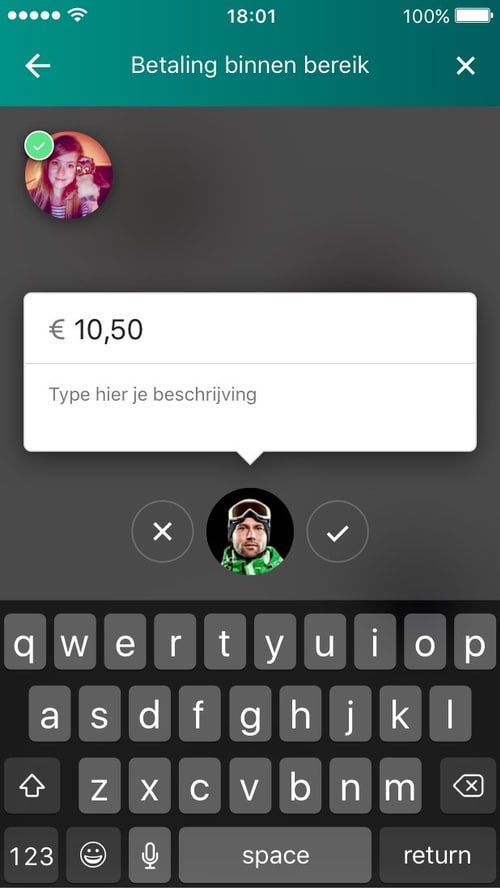 18:01
100%
Betaling binnen bereik
€ 10,50
Type hier je beschrijving
q w e r t y u i o p
a s d f g h j k l
z x c v b n m
123 space return